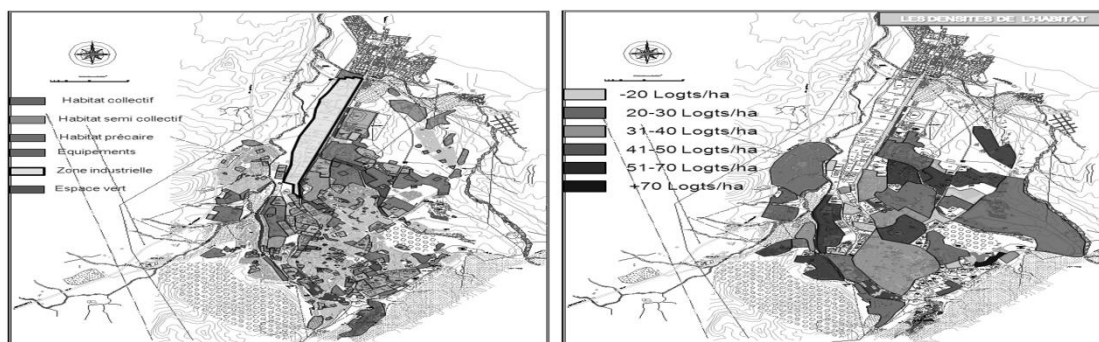 Habitat collectif
Habitat semi collectif
Habitat précaire
Equipements
Zone industrielle
Espace vert
LES DENSITES DE L'HABITAT
-20 Logts/ha
20-30 Logts/ha
31-40 Logts/ha
41-50 Logts/ha
51-70 Logts/ha
+70 Logts/ha